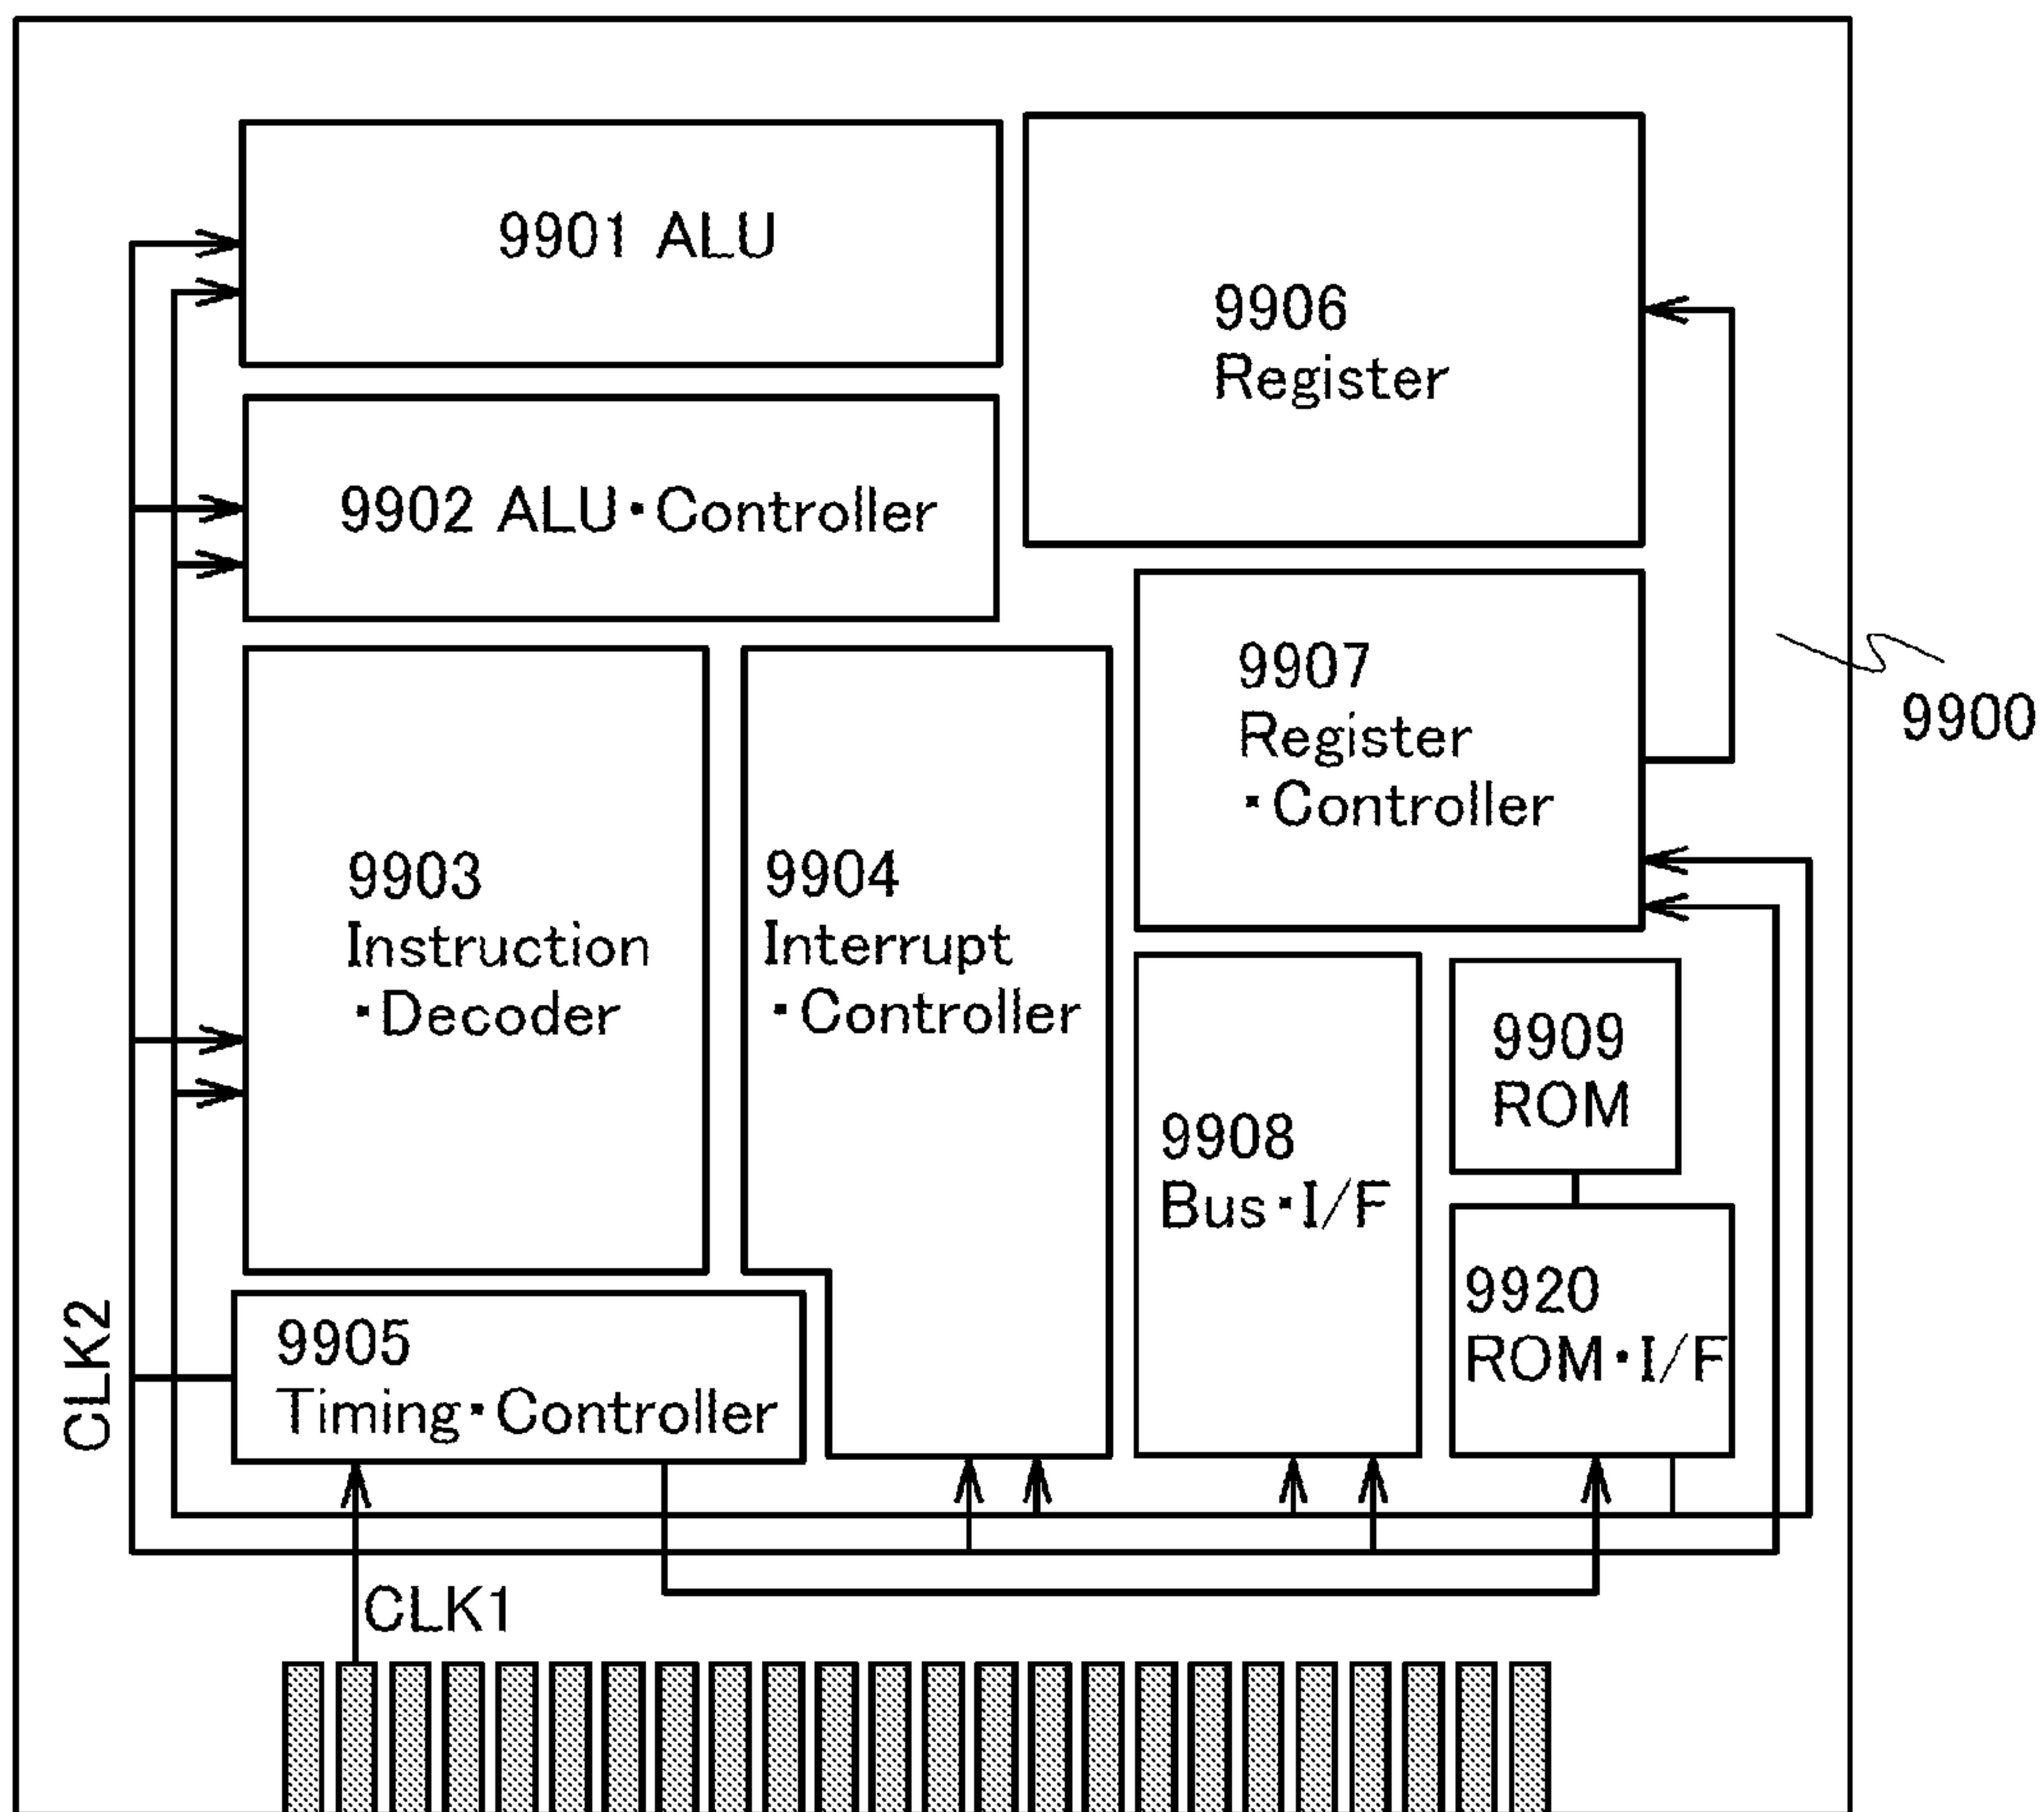 9901 ALU
9906
Register
9902 ALU・Controller
9907
Register
・Controller
9900
9903
Instruction
・Decoder
9904
Interrupt
・Controller
9909
ROM
9908
Bus・I/F
9920
ROM・I/F
9905
Timing・Controller
CLK2
CLK1